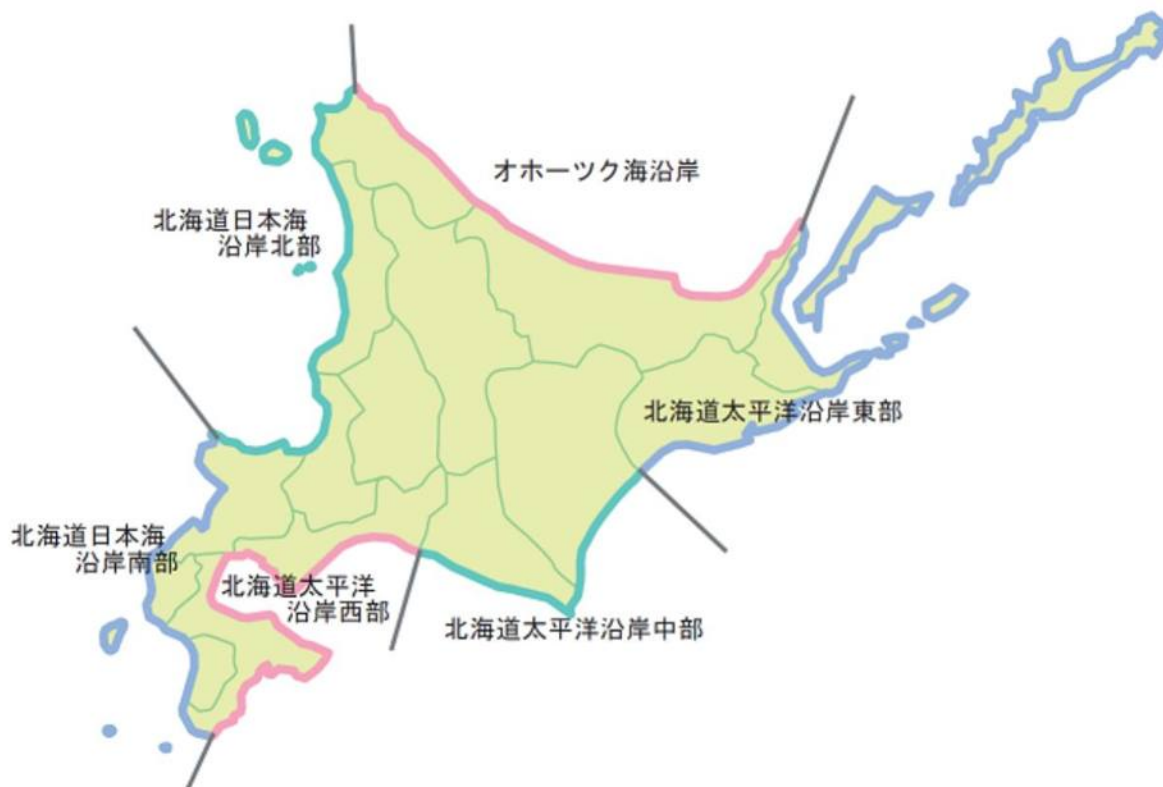 オホーツク海沿岸
北海道日本海
沿岸北部
北海道太平洋沿岸東部
北海道日本海
沿岸南部
北海道太平洋
沿岸西部
北海道太平洋沿岸中部